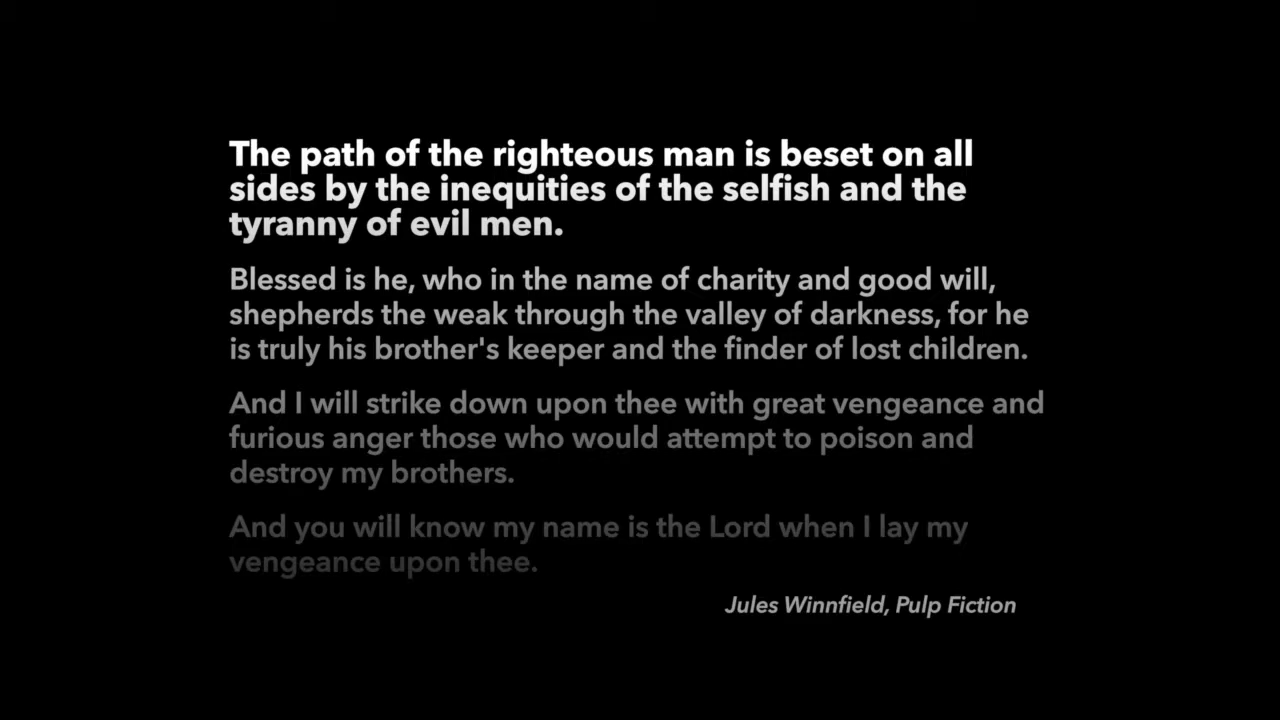 The path of the righteous man is beset on all
sides by the inequities of the selfish and the
tyranny of evil men.
Blessed is he, who in the name of charity and good will,
shepherds the weak through the valley of darkness, for he
is truly his brother's keeper and the finder of lost children.
And I will strike down upon thee with great vengeance and
furious anger those who would attempt to poison and
destroy my brothers.
And you will know my name is the Lord when I lay my
vengeance upon thee.
Jules Winnfield, Pulp Fiction